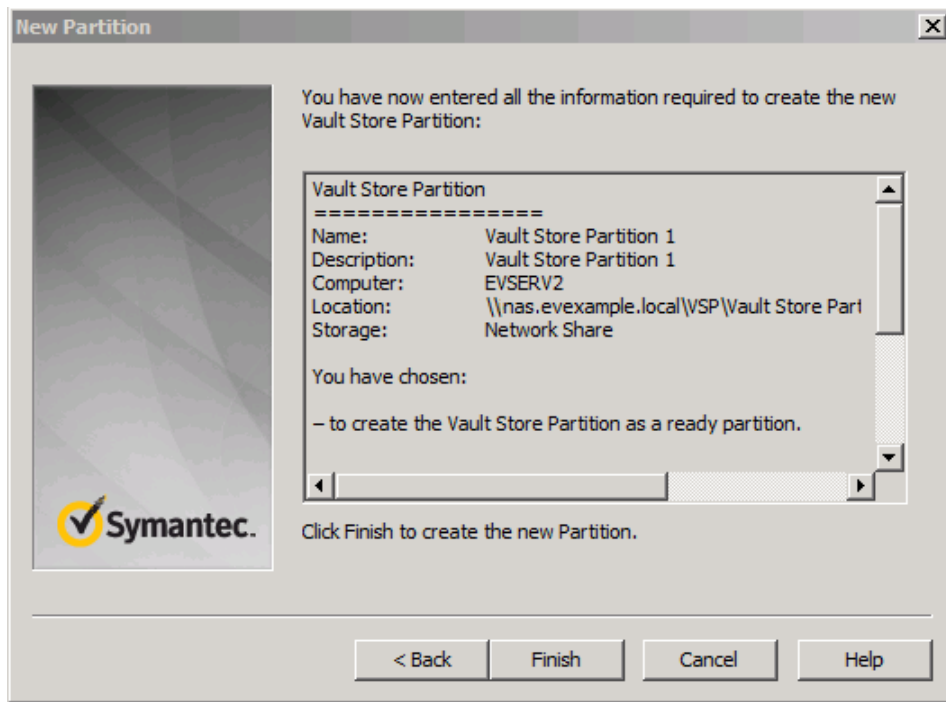 New Partition
You have now entered all the information required to create the new
Vault Store Partition:
Vault Store Partition
================
Name: Vault Store Partition 1
Description: Vault Store Partition 1
Computer: EVSERV2
Location: \\nas.evexample.local\VSP\Vault Store Part
Storage: Network Share
You have chosen:
– to create the Vault Store Partition as a ready partition.
Symantec.
Click Finish to create the new Partition.
< Back Finish Cancel Help